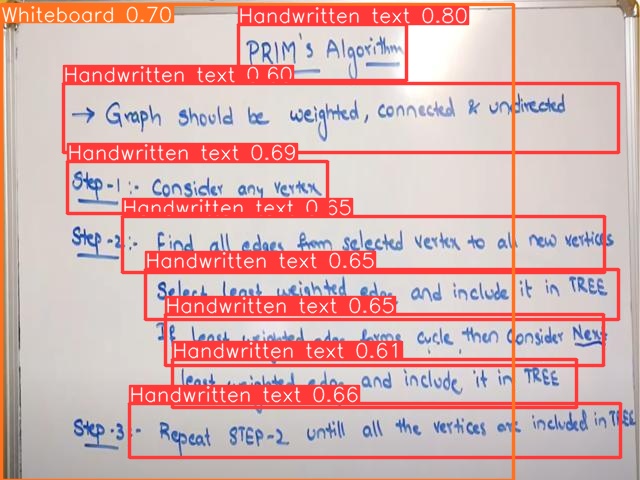 Whiteboard 0.70
Handwritten text 0.80
PRIM's Algorithm
Handwritten text 0.60
→ Graph should be weighted, connected & undirected
Handwritten text 0.69
Step-1:- Consider any vertex
Handwritten text 0.65
Step-2:- Find all edges from selected vertex to all new vertices
Handwritten text 0.65
Select least weighted edge and include it in TREE
Handwritten text 0.65
If least weighted edge forms cycle then consider Next
Handwritten text 0.61
least weighted edge and include it in TREE
Handwritten text 0.66
Step-3:- Repeat STEP-2 untill all the vertices are included in TREE